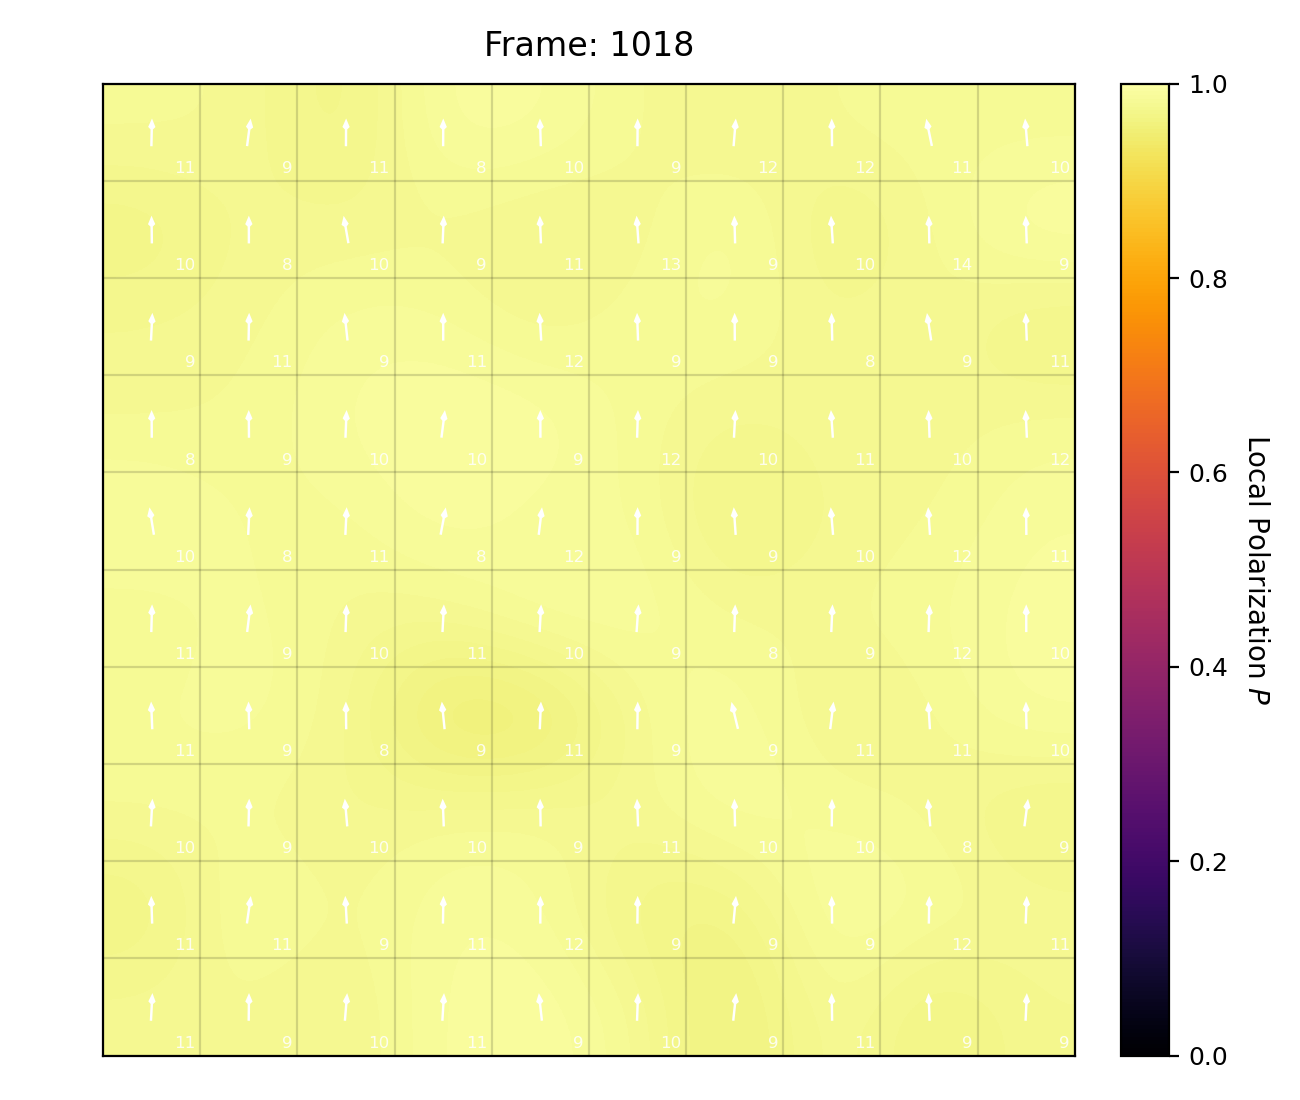 Frame: 1018
11 9 11 8 10 9 12 12 11 10
10 8 10 9 11 13 9 10 14 9
9 11 9 11 12 9 9 8 9 11
8 9 10 10 9 12 10 11 10 12
10 8 11 8 12 9 9 10 12 11
11 9 10 11 10 9 8 9 12 10
11 9 8 9 11 9 9 11 11 10
10 9 10 10 9 11 10 10 8 9
11 11 9 11 12 9 9 9 12 11
11 9 10 11 9 10 9 11 9 9
1.0
0.8
0.6
0.4
0.2
0.0
Local Polarization P